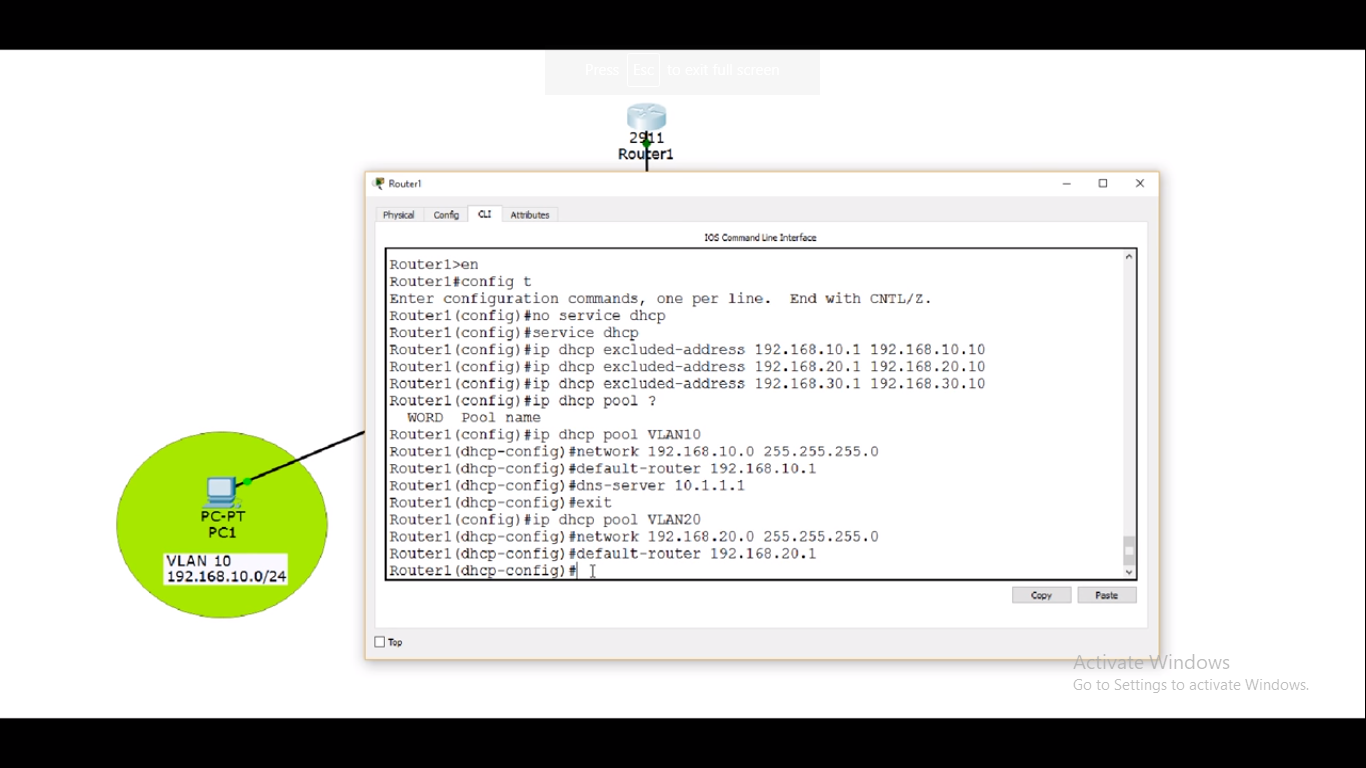 Press Esc to exit full screen
2911
Router1
Router1
Physical Config CLI Attributes
IOS Command Line Interface
Router1>en
Router1#config t
Enter configuration commands, one per line.  End with CNTL/Z.
Router1(config)#no service dhcp
Router1(config)#service dhcp
Router1(config)#ip dhcp excluded-address 192.168.10.1 192.168.10.10
Router1(config)#ip dhcp excluded-address 192.168.20.1 192.168.20.10
Router1(config)#ip dhcp excluded-address 192.168.30.1 192.168.30.10
Router1(config)#ip dhcp pool ?
  WORD  Pool name
Router1(config)#ip dhcp pool VLAN10
Router1(dhcp-config)#network 192.168.10.0 255.255.255.0
Router1(dhcp-config)#default-router 192.168.10.1
Router1(dhcp-config)#dns-server 10.1.1.1
Router1(dhcp-config)#exit
Router1(config)#ip dhcp pool VLAN20
Router1(dhcp-config)#network 192.168.20.0 255.255.255.0
Router1(dhcp-config)#default-router 192.168.20.1
Router1(dhcp-config)#
PC-PT
PC1
VLAN 10
192.168.10.0/24
Copy Paste
Top
Activate Windows
Go to Settings to activate Windows.